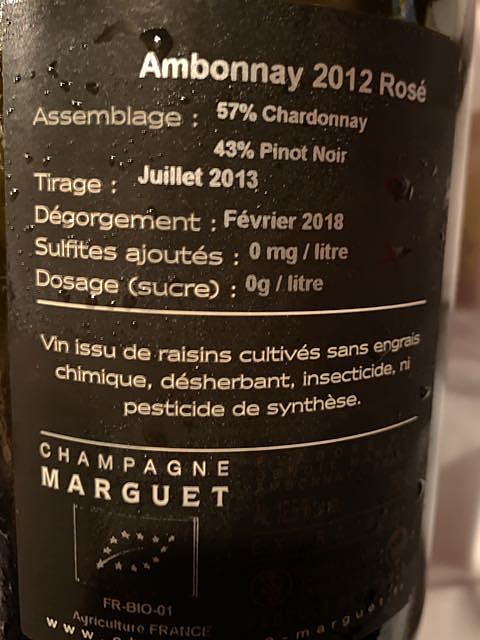 Ambonnay 2012 Rosé
Assemblage : 57% Chardonnay
43% Pinot Noir
Tirage : Juillet 2013
Dégorgement : Février 2018
Sulfites ajoutés : 0 mg / litre
Dosage (sucre) : 0g / litre
Vin issu de raisins cultivés sans engrais
chimique, désherbant, insecticide, ni
pesticide de synthèse.
CHAMPAGNE
MARGUET
FR-BIO-01
Agriculture FRANCE
www.